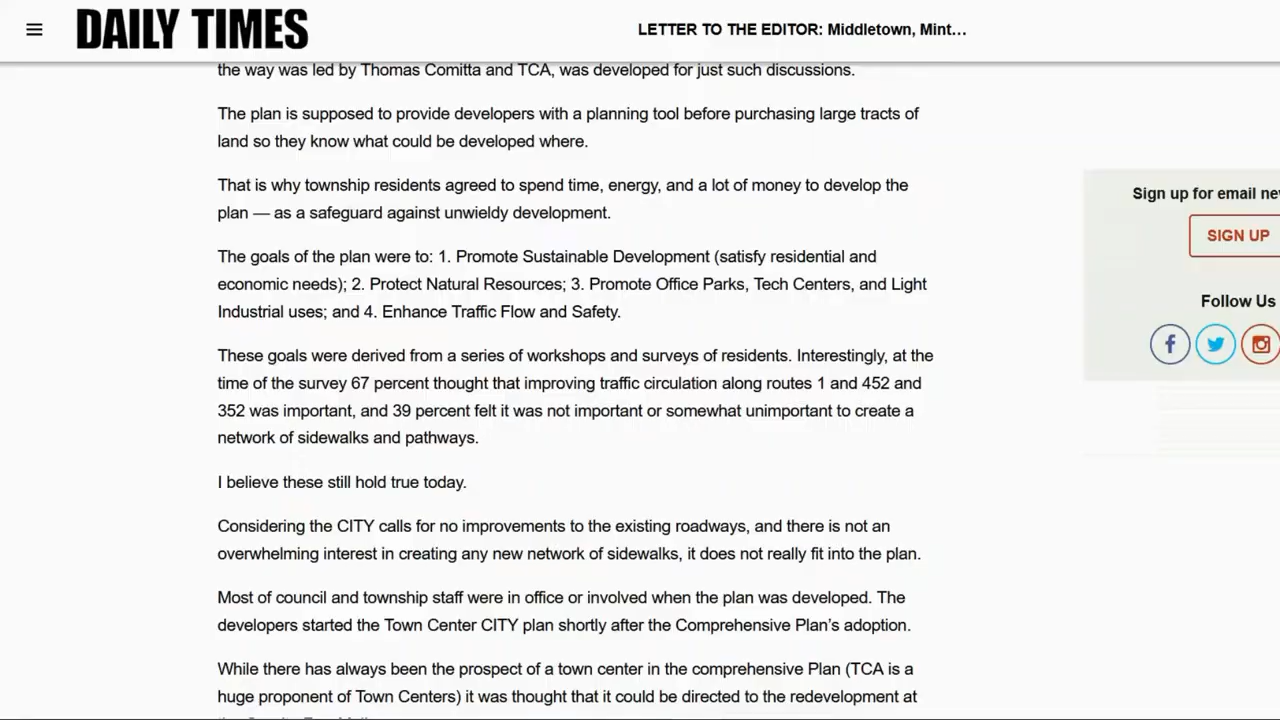 DAILY TIMES
LETTER TO THE EDITOR: Middletown, Mint...
the way was led by Thomas Comitta and TCA, was developed for just such discussions.
The plan is supposed to provide developers with a planning tool before purchasing large tracts of
land so they know what could be developed where.
That is why township residents agreed to spend time, energy, and a lot of money to develop the
plan — as a safeguard against unwieldy development.
The goals of the plan were to: 1. Promote Sustainable Development (satisfy residential and
economic needs); 2. Protect Natural Resources; 3. Promote Office Parks, Tech Centers, and Light
Industrial uses; and 4. Enhance Traffic Flow and Safety.
These goals were derived from a series of workshops and surveys of residents. Interestingly, at the
time of the survey 67 percent thought that improving traffic circulation along routes 1 and 452 and
352 was important, and 39 percent felt it was not important or somewhat unimportant to create a
network of sidewalks and pathways.
I believe these still hold true today.
Considering the CITY calls for no improvements to the existing roadways, and there is not an
overwhelming interest in creating any new network of sidewalks, it does not really fit into the plan.
Most of council and township staff were in office or involved when the plan was developed. The
developers started the Town Center CITY plan shortly after the Comprehensive Plan's adoption.
While there has always been the prospect of a town center in the comprehensive Plan (TCA is a
huge proponent of Town Centers) it was thought that it could be directed to the redevelopment at
Sign up for email ne
SIGN UP
Follow Us